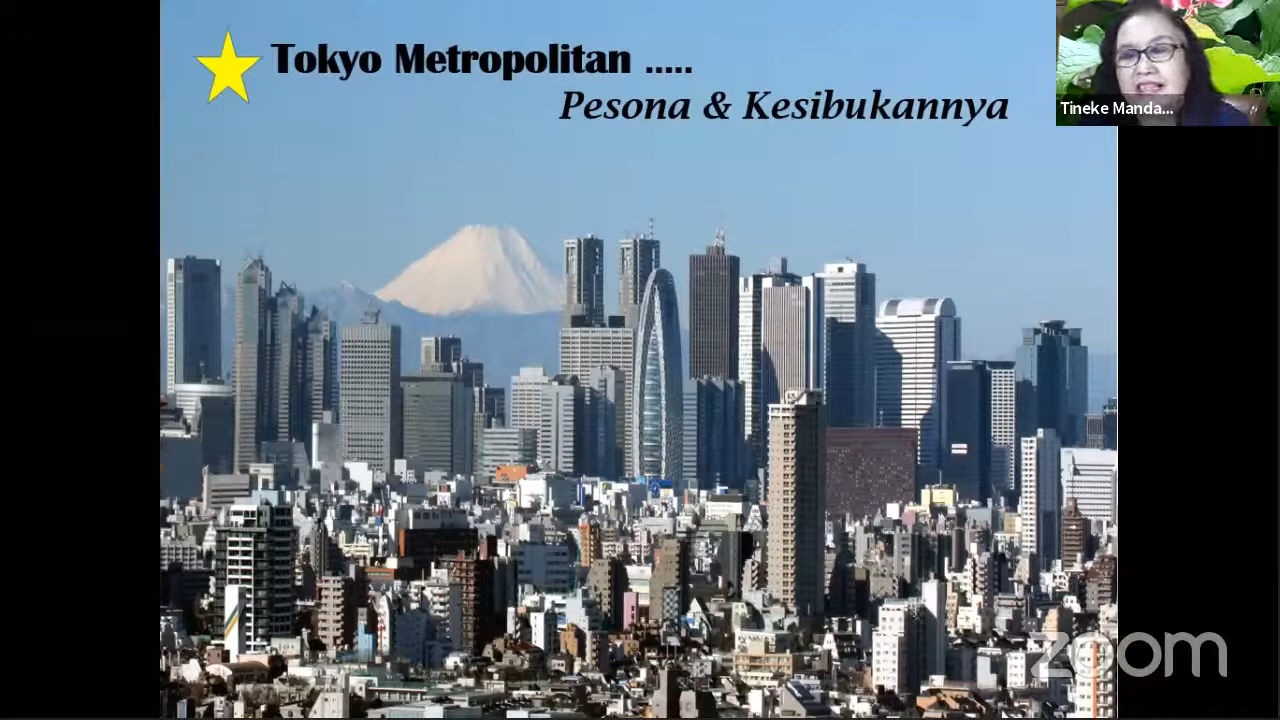 Tokyo Metropolitan .....
Pesona & Kesibukannya
Tineke Manda...
zoom